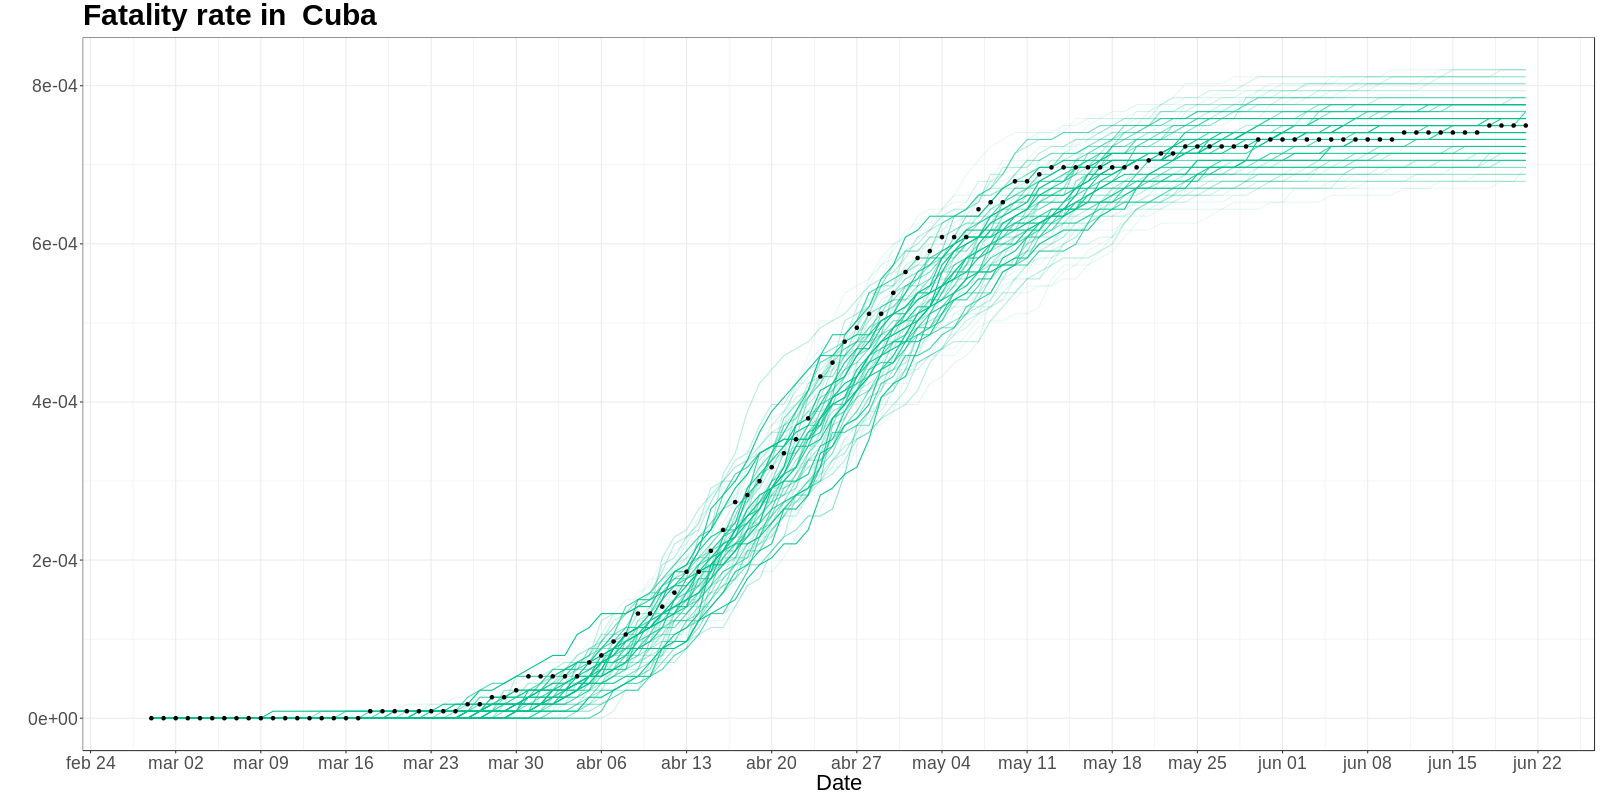 Fatality rate in  Cuba
8e-04
6e-04
4e-04
2e-04
0e+00
feb 24 mar 02 mar 09 mar 16 mar 23 mar 30 abr 06 abr 13 abr 20 abr 27 may 04 may 11 may 18 may 25 jun 01 jun 08 jun 15 jun 22
Date